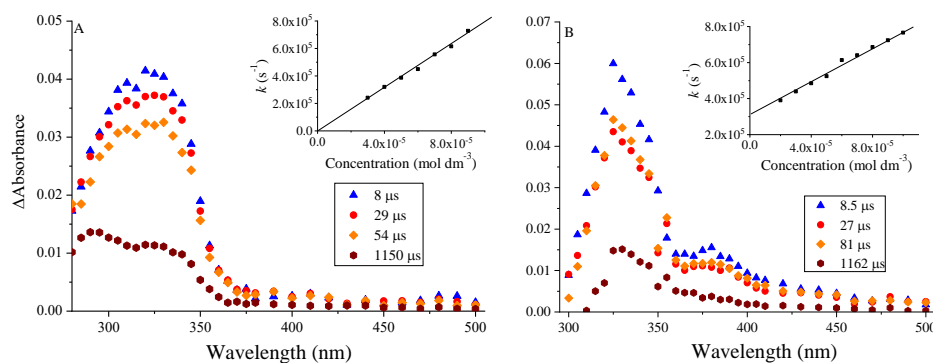 A
ΔAbsorbance
0.05
0.04
0.03
0.02
0.01
0.00
300
350
400
450
500
Wavelength (nm)
8.0x10⁵
6.0x10⁵
4.0x10⁵
2.0x10⁵
0.0
k (s⁻¹)
4.0x10⁻⁵
8.0x10⁻⁵
Concentration (mol dm⁻³)
8 µs
29 µs
54 µs
1150 µs
B
0.07
0.06
0.05
0.04
0.03
0.02
0.01
0.00
300
350
400
450
500
Wavelength (nm)
8.0x10⁵
6.0x10⁵
4.0x10⁵
2.0x10⁵
k (s⁻¹)
4.0x10⁻⁵
8.0x10⁻⁵
Concentration (mol dm⁻³)
8.5 µs
27 µs
81 µs
1162 µs